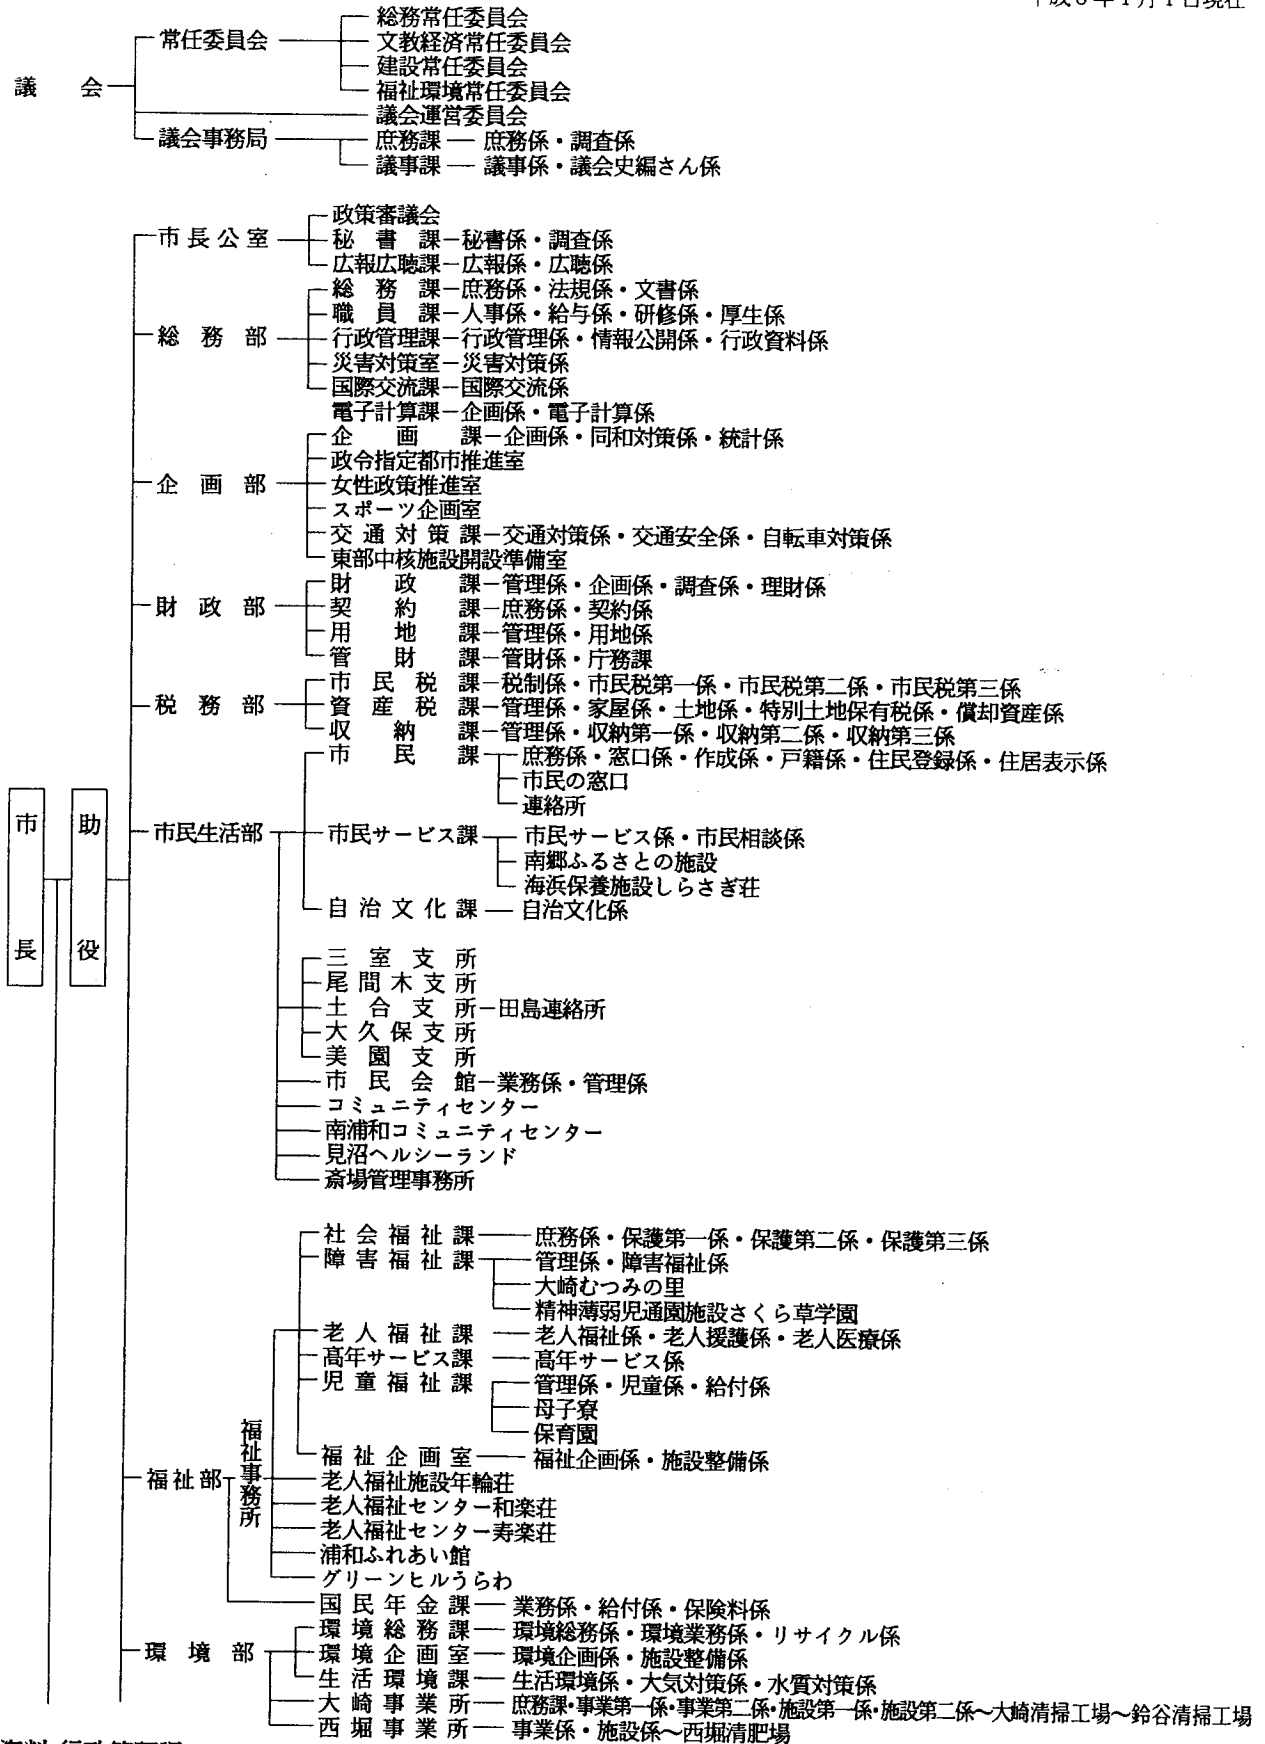 総務常任委員会
常任委員会 文教経済常任委員会
建設常任委員会
議会 福祉環境常任委員会
議会運営委員会
議会事務局 庶務課 ― 庶務係・調査係
議事課 ― 議事係・議会史編さん係
政策審議会
市長公室 秘書課－秘書係・調査係
広報広聴課－広報係・広聴係
総務課－庶務係・法規係・文書係
職員課－人事係・給与係・研修係・厚生係
総務部 行政管理課－行政管理係・情報公開係・行政資料係
災害対策室－災害対策係
国際交流課－国際交流係
電子計算課－企画係・電子計算係
企画課－企画係・同和対策係・統計係
政令指定都市推進室
企画部 女性政策推進室
スポーツ企画室
交通対策課－交通対策係・交通安全係・自転車対策係
東部中核施設開設準備室
財政課－管理係・企画係・調査係・理財係
財政部 契約課－庶務係・契約係
用地課－管理係・用地係
管財課－管財係・庁務課
市民税課－税制係・市民税第一係・市民税第二係・市民税第三係
税務部 資産税課－管理係・家屋係・土地係・特別土地保有税係・償却資産係
収納課－管理係・収納第一係・収納第二係・収納第三係
市民課 庶務係・窓口係・作成係・戸籍係・住民登録係・住居表示係
市民の窓口
連絡所
市長 助役 市民生活部 市民サービス課 市民サービス係・市民相談係
南郷ふるさとの施設
海浜保養施設しらさぎ荘
自治文化課 ― 自治文化係
三室支所
尾間木支所
土合支所－田島連絡所
大久保支所
美園支所
市民会館－業務係・管理係
コミュニティセンター
南浦和コミュニティセンター
見沼ヘルシーランド
斎場管理事務所
社会福祉課 ― 庶務係・保護第一係・保護第二係・保護第三係
障害福祉課 管理係・障害福祉係
大崎むつみの里
精神薄弱児通園施設さくら草学園
老人福祉課 ― 老人福祉係・老人援護係・老人医療係
高年サービス課 ― 高年サービス係
児童福祉課 管理係・児童係・給付係
母子寮
保育園
福祉企画室 ― 福祉企画係・施設整備係
福祉部 福祉事務所 老人福祉施設年輪荘
老人福祉センター和楽荘
老人福祉センター寿楽荘
浦和ふれあい館
グリーンヒルうらわ
国民年金課 ― 業務係・給付係・保険料係
環境総務課 ― 環境総務係・環境業務係・リサイクル係
環境部 環境企画室 ― 環境企画係・施設整備係
生活環境課 ― 生活環境係・大気対策係・水質対策係
大崎事業所 ― 庶務課・事業第一係・事業第二係・施設第一係・施設第二係～大崎清掃工場～鈴谷清掃工場
西堀事業所 ― 事業係・施設係～西堀清肥場